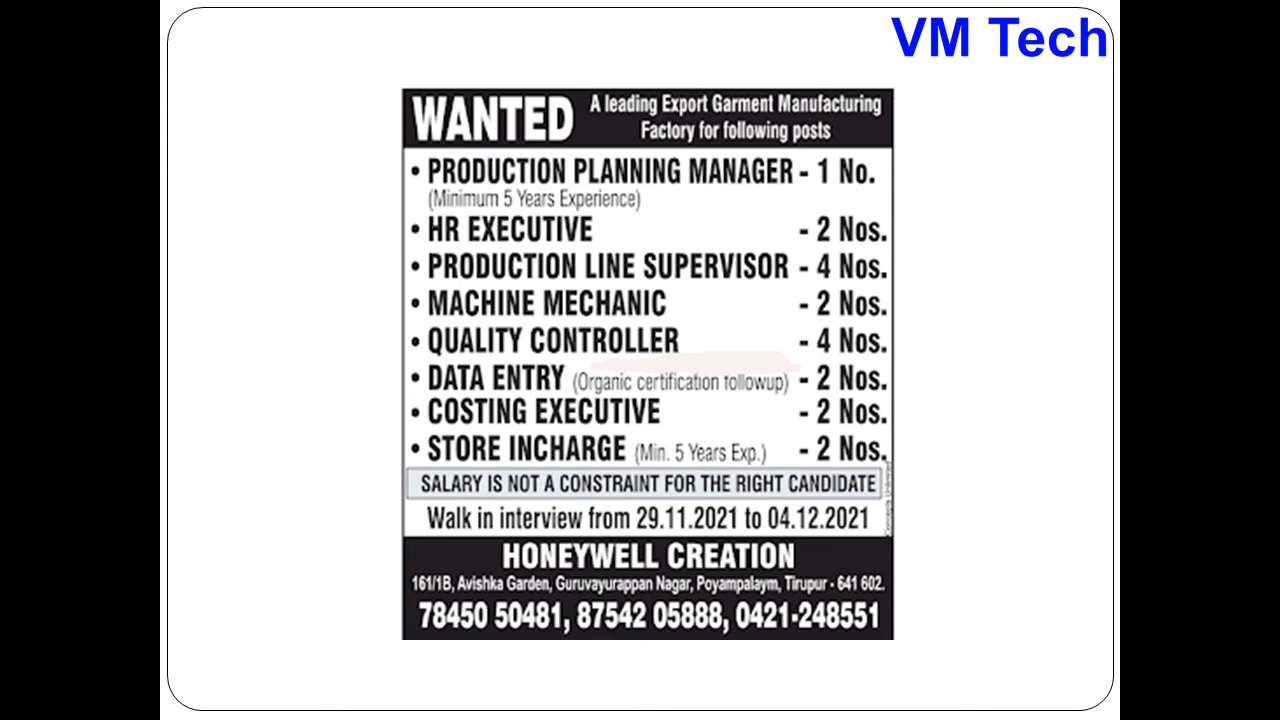 VM Tech
WANTED
A leading Export Garment Manufacturing
Factory for following posts
• PRODUCTION PLANNING MANAGER - 1 No.
(Minimum 5 Years Experience)
• HR EXECUTIVE - 2 Nos.
• PRODUCTION LINE SUPERVISOR - 4 Nos.
• MACHINE MECHANIC - 2 Nos.
• QUALITY CONTROLLER - 4 Nos.
• DATA ENTRY (Organic certification followup) - 2 Nos.
• COSTING EXECUTIVE - 2 Nos.
• STORE INCHARGE (Min. 5 Years Exp.) - 2 Nos.
SALARY IS NOT A CONSTRAINT FOR THE RIGHT CANDIDATE
Concepts Unlimited
Walk in interview from 29.11.2021 to 04.12.2021
HONEYWELL CREATION
161/1B, Avishka Garden, Guruvayurappan Nagar, Poyampalaym, Tirupur - 641 602.
78450 50481, 87542 05888, 0421-248551